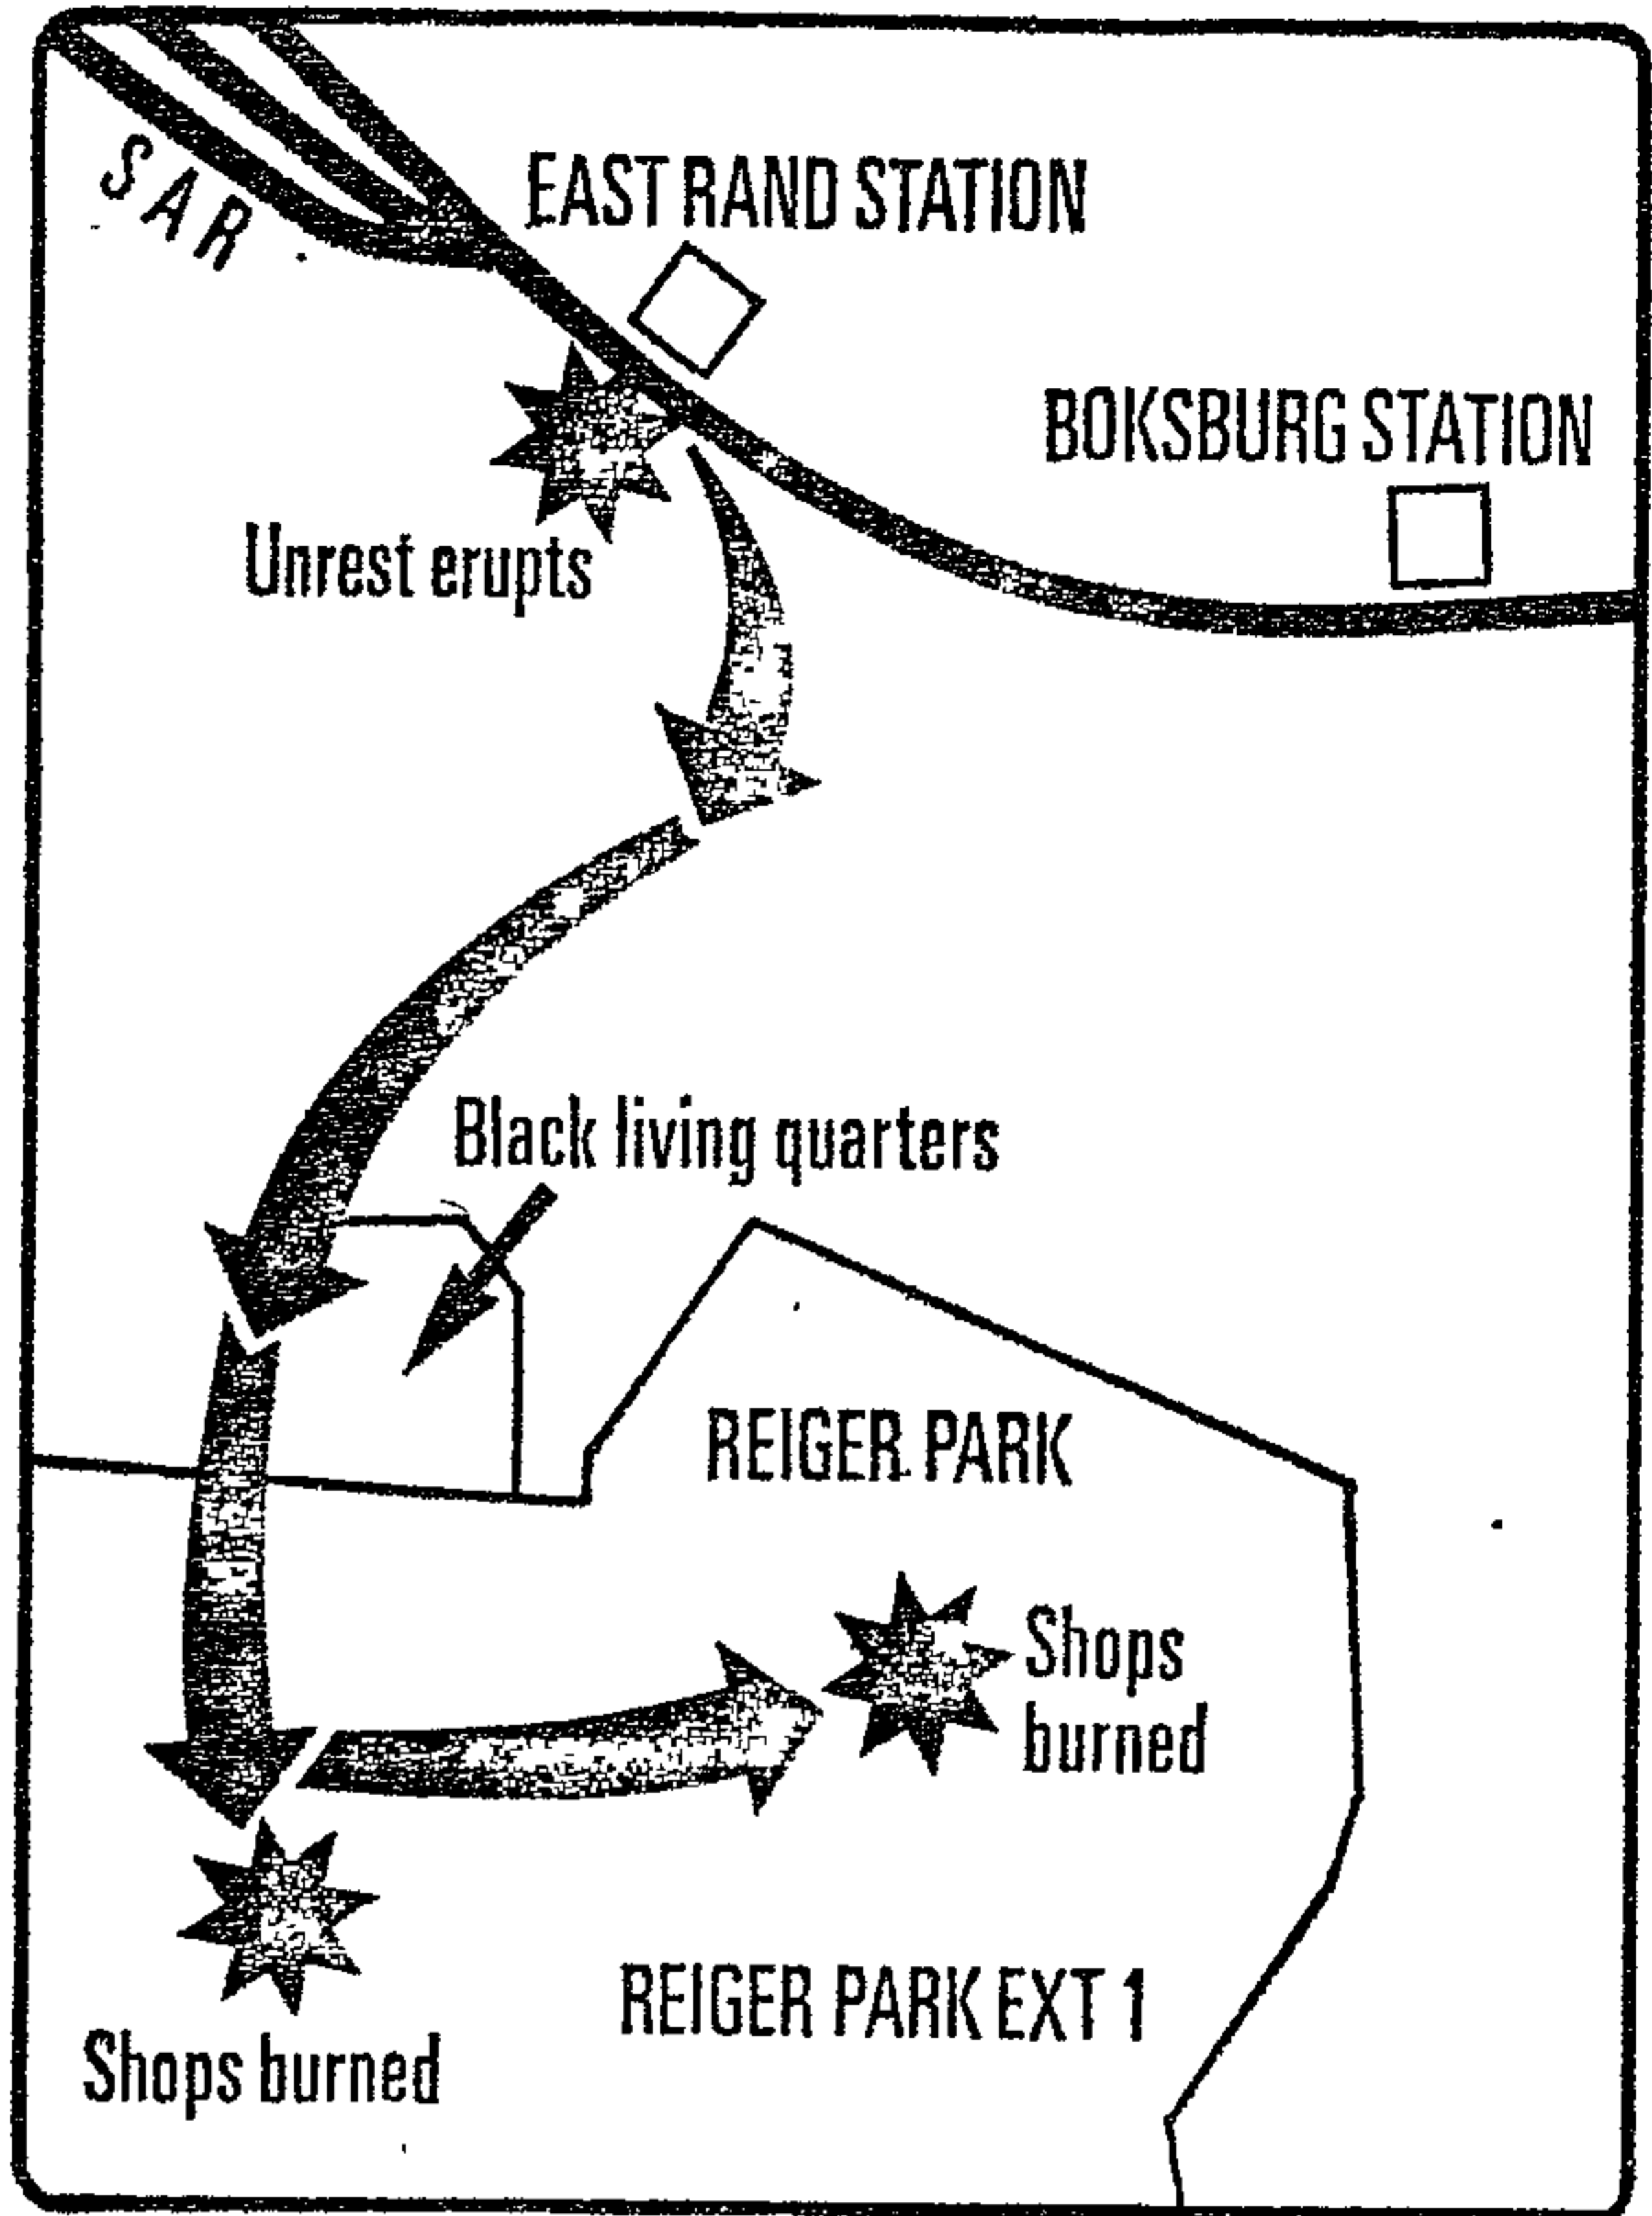 SAR
EAST RAND STATION
BOKSBURG STATION
Unrest erupts
Black living quarters
REIGER PARK
Shops
burned
REIGER PARK EXT 1
Shops burned